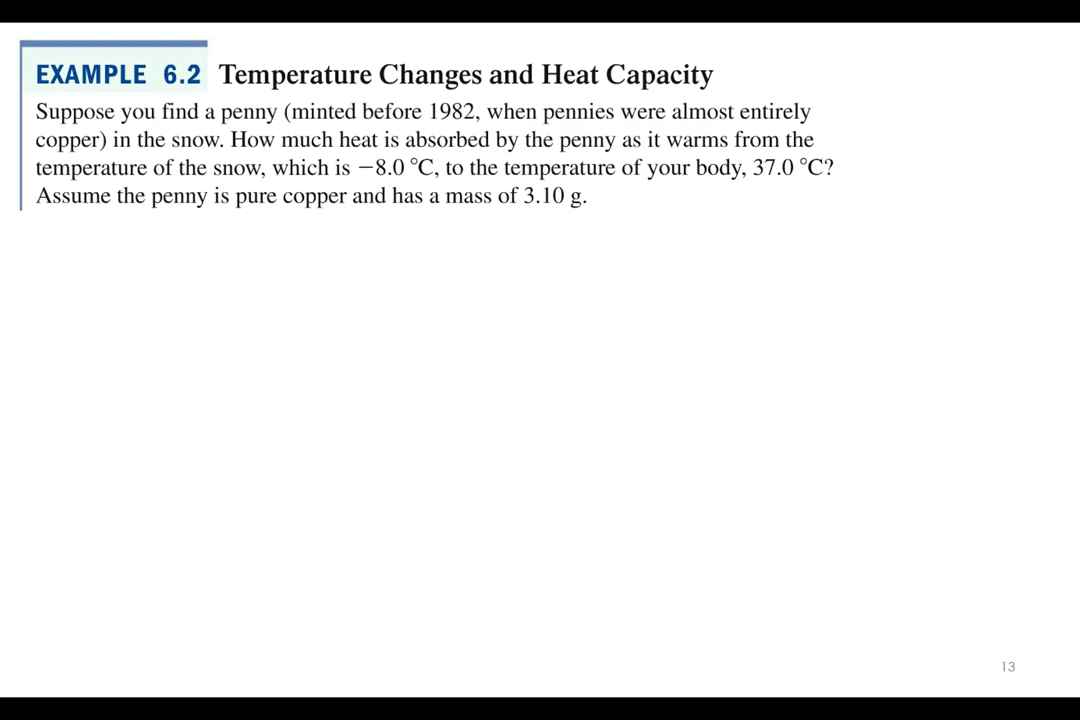 EXAMPLE 6.2 Temperature Changes and Heat Capacity
Suppose you find a penny (minted before 1982, when pennies were almost entirely
copper) in the snow. How much heat is absorbed by the penny as it warms from the
temperature of the snow, which is −8.0 °C, to the temperature of your body, 37.0 °C?
Assume the penny is pure copper and has a mass of 3.10 g.
13